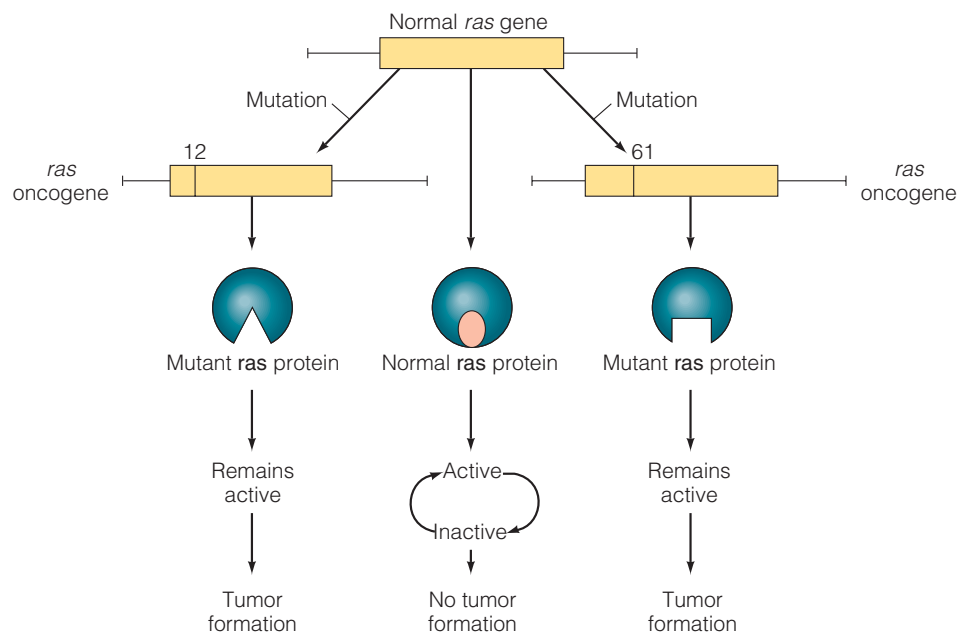 Normal ras gene
Mutation
Mutation
12
61
ras
oncogene
ras
oncogene
Mutant ras protein
Normal ras protein
Mutant ras protein
Remains
active
Active
Inactive
Remains
active
Tumor
formation
No tumor
formation
Tumor
formation